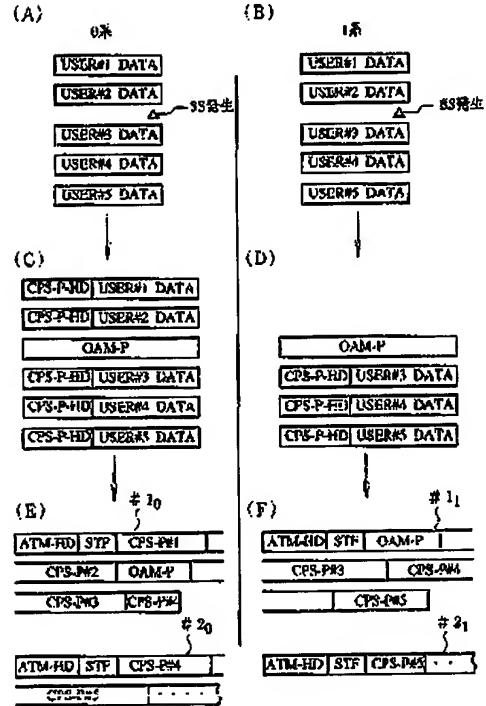 (A)
0系
USER#1 DATA
USER#2 DATA
SS発生
USER#3 DATA
USER#4 DATA
USER#5 DATA
(B)
1系
USER#1 DATA
USER#2 DATA
SS発生
USER#3 DATA
USER#4 DATA
USER#5 DATA
(C)
CPS-P-HD USER#1 DATA
CPS-P-HD USER#2 DATA
OAM-P
CPS-P-HD USER#3 DATA
CPS-P-HD USER#4 DATA
CPS-P-HD USER#5 DATA
(D)
OAM-P
CPS-P-HD USER#3 DATA
CPS-P-HD USER#4 DATA
CPS-P-HD USER#5 DATA
(E)
#1₀
ATM-HD STF CPS-P#1
CPS-P#2 OAM-P
CPS-P#3 CPS-P#4
#2₀
ATM-HD STF CPS-P#4
CPS-P#5 ....
(F)
#1₁
ATM-HD STF OAM-P
CPS-P#3 CPS-P#4
CPS-P#5
#2₁
ATM-HD STF CPS-P#5 ..